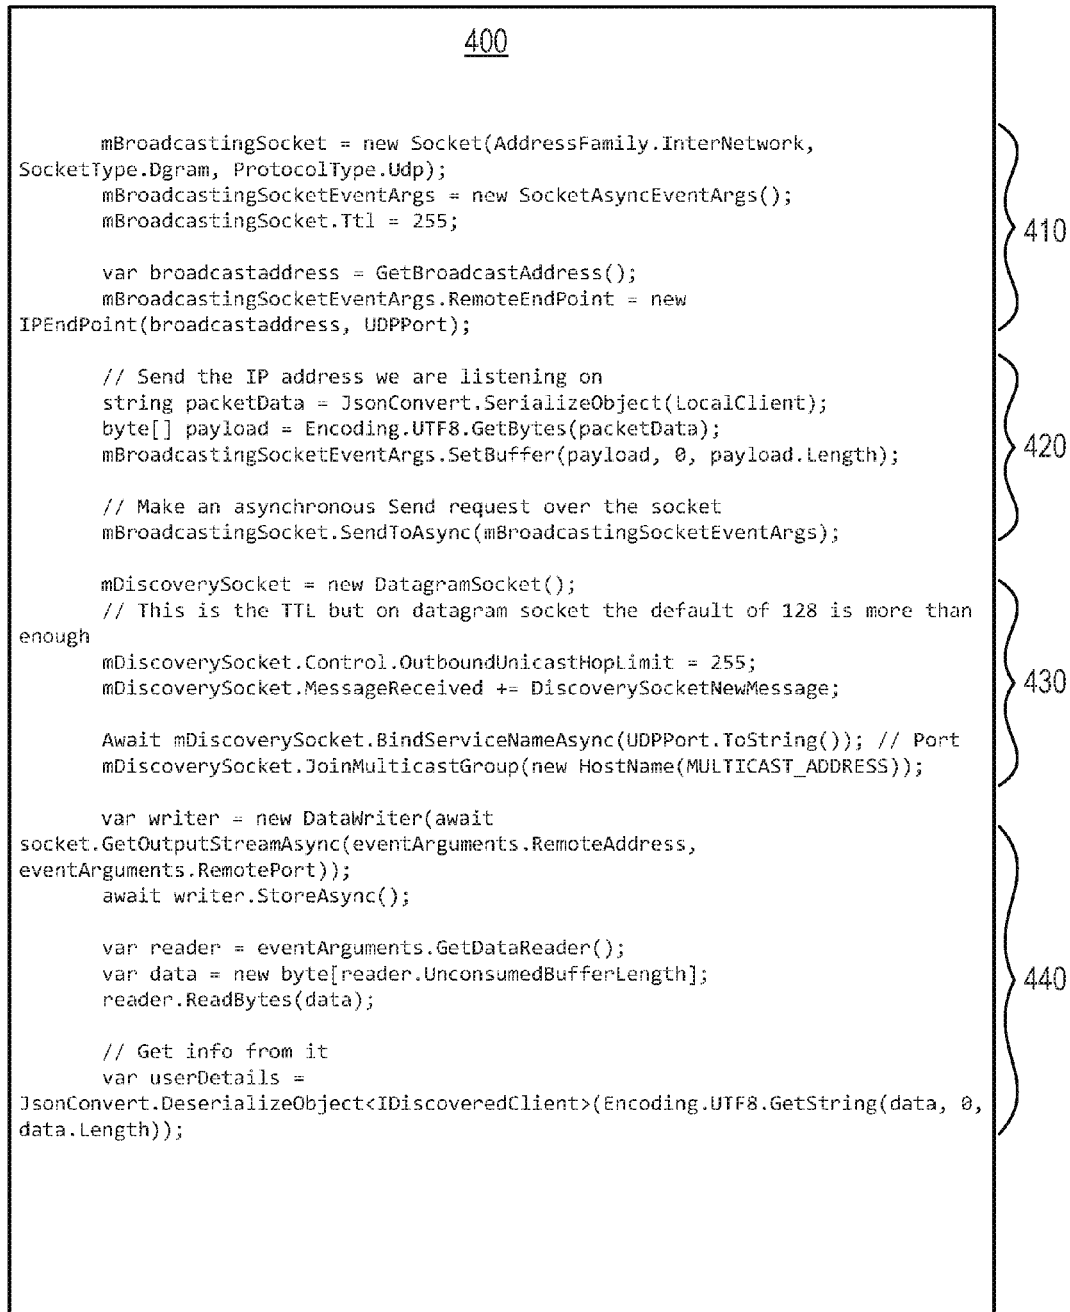 400
mBroadcastingSocket = new Socket(AddressFamily.InterNetwork,
SocketType.Dgram, ProtocolType.Udp);
mBroadcastingSocketEventArgs = new SocketAsyncEventArgs();
mBroadcastingSocket.Ttl = 255;
410
var broadcastaddress = GetBroadcastAddress();
mBroadcastingSocketEventArgs.RemoteEndPoint = new
IPEndPoint(broadcastaddress, UDPPort);
// Send the IP address we are listening on
string packetData = JsonConvert.SerializeObject(LocalClient);
byte[] payload = Encoding.UTF8.GetBytes(packetData);
mBroadcastingSocketEventArgs.SetBuffer(payload, 0, payload.Length);
420
// Make an asynchronous Send request over the socket
mBroadcastingSocket.SendToAsync(mBroadcastingSocketEventArgs);
mDiscoverySocket = new DatagramSocket();
// This is the TTL but on datagram socket the default of 128 is more than
enough
mDiscoverySocket.Control.OutboundUnicastHopLimit = 255;
mDiscoverySocket.MessageReceived += DiscoverySocketNewMessage;
430
Await mDiscoverySocket.BindServiceNameAsync(UDPPort.ToString()); // Port
mDiscoverySocket.JoinMulticastGroup(new HostName(MULTICAST_ADDRESS));
var writer = new DataWriter(await
socket.GetOutputStreamAsync(eventArguments.RemoteAddress,
eventArguments.RemotePort));
await writer.StoreAsync();
var reader = eventArguments.GetDataReader();
var data = new byte[reader.UnconsumedBufferLength];
440
reader.ReadBytes(data);
// Get info from it
var userDetails =
JsonConvert.DeserializeObject<IDiscoveredClient>(Encoding.UTF8.GetString(data, 0,
data.Length));